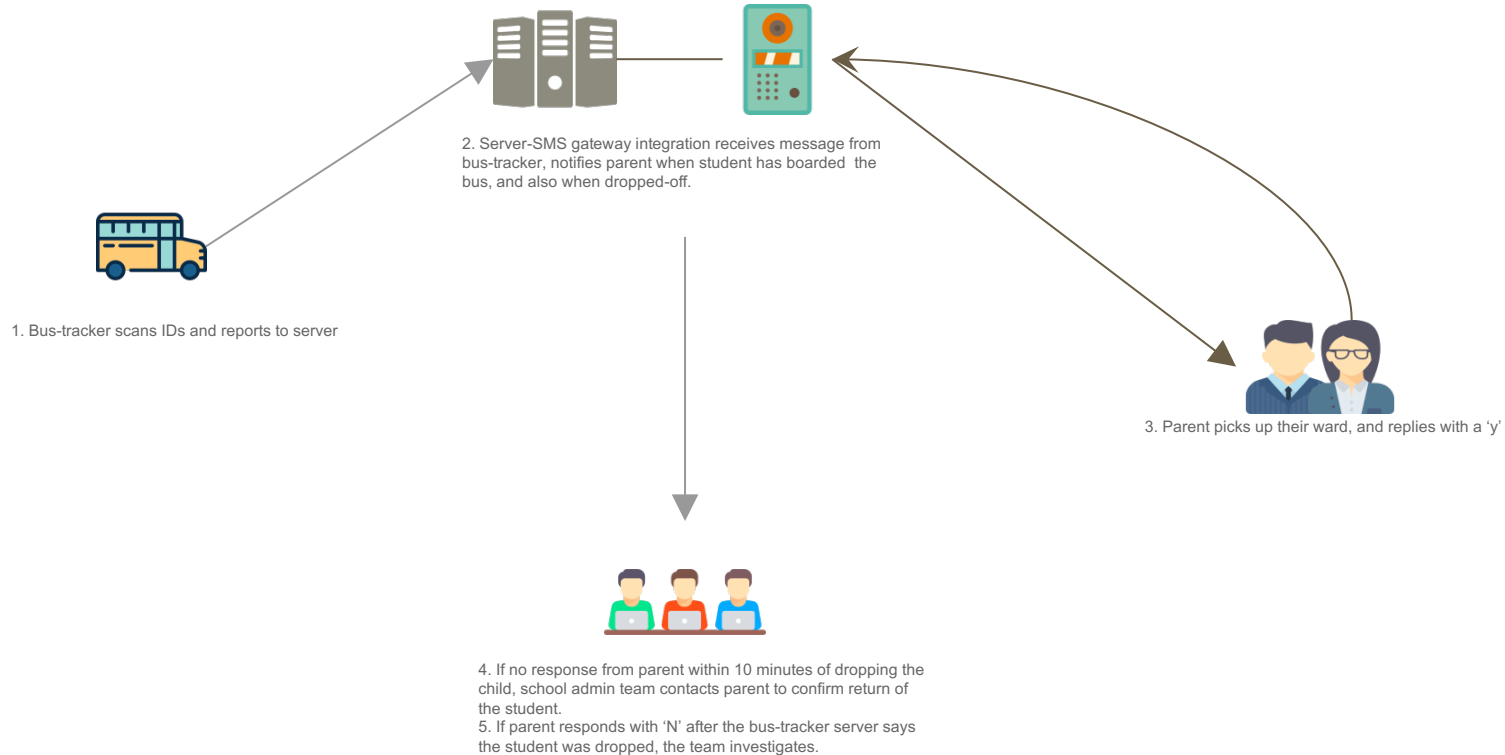 2. Server-SMS gateway integration receives message from
bus-tracker, notifies parent when student has boarded  the
bus, and also when dropped-off.
1. Bus-tracker scans IDs and reports to server
3. Parent picks up their ward, and replies with a ‘y’
4. If no response from parent within 10 minutes of dropping the
child, school admin team contacts parent to confirm return of
the student.
5. If parent responds with ‘N’ after the bus-tracker server says
the student was dropped, the team investigates.